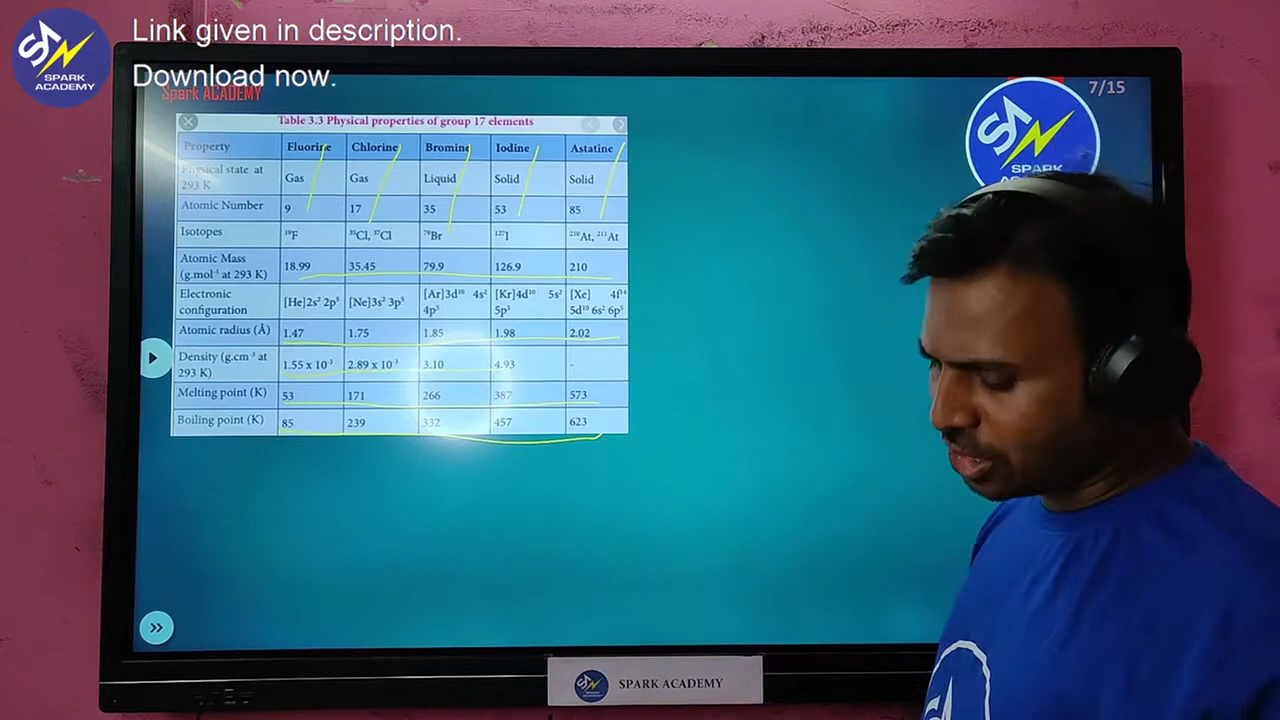 Link given in description.
Download now.
SPARK
ACADEMY
Spark ACADEMY
7/15
SPARK
Table 3.3 Physical properties of group 17 elements
Property Fluorine Chlorine Bromine Iodine Astatine
Physical state at 293 K Gas Gas Liquid Solid Solid
Atomic Number 9 17 35 53 85
Isotopes ¹⁹F ³⁵Cl, ³⁷Cl ⁷⁹Br ¹²⁷I ²¹⁰At, ²¹¹At
Atomic Mass (g.mol⁻¹ at 293 K) 18.99 35.45 79.9 126.9 210
Electronic configuration [He]2s² 2p⁵ [Ne]3s² 3p⁵ [Ar]3d¹⁰ 4s² 4p⁵ [Kr]4d¹⁰ 5s² 5p⁵ [Xe] 4f¹⁴ 5d¹⁰ 6s² 6p⁵
Atomic radius (Å) 1.47 1.75 1.85 1.98 2.02
Density (g.cm⁻³ at 293 K) 1.55 x 10⁻³ 2.89 x 10⁻³ 3.10 4.93 -
Melting point (K) 53 171 266 387 573
Boiling point (K) 85 239 332 457 623
SPARK ACADEMY